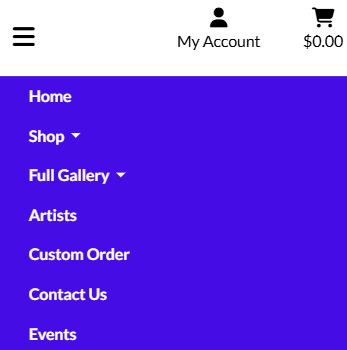 My Account $0.00
Home
Shop
Full Gallery
Artists
Custom Order
Contact Us
Events